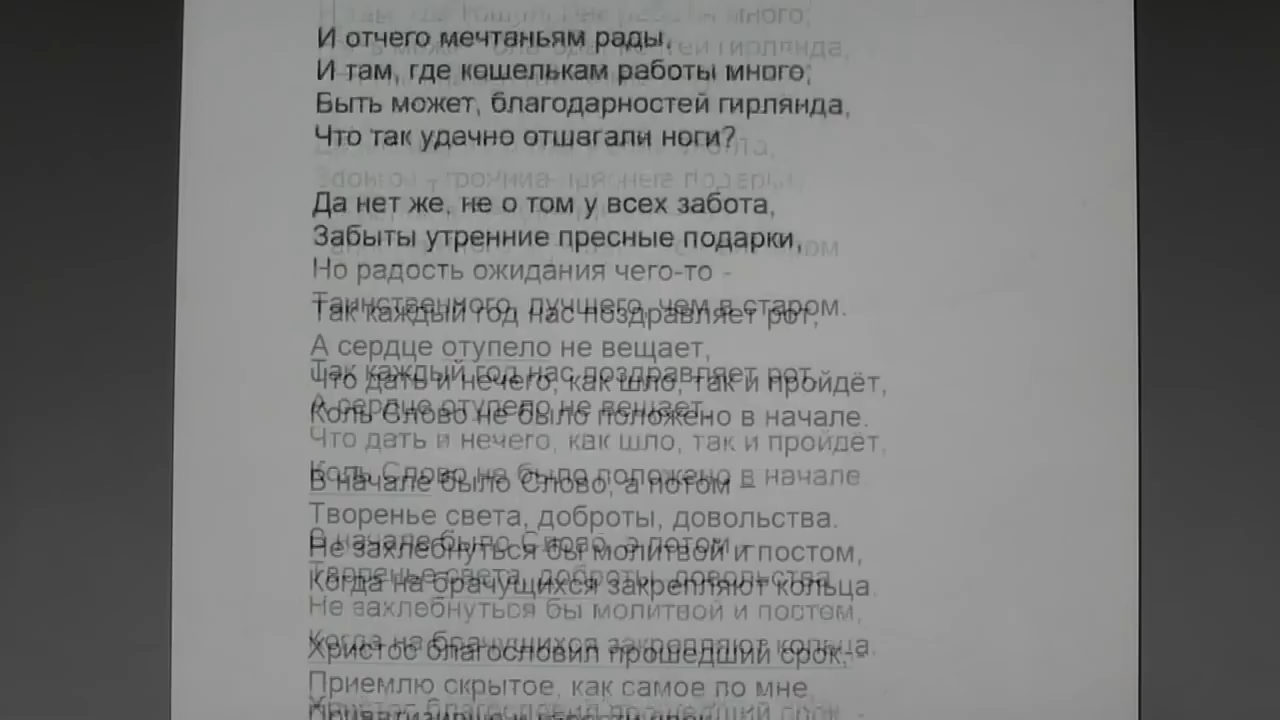 И отчего мечтаньям рады,
И там, где кошелькам работы много;
Быть может, благодарностей гирлянда,
Что так удачно отшагали ноги?
Да нет же, не о том у всех забота,
Забыты утренние пресные подарки,
Но радость ожидания чего-то -
Таинственного, лучшего, чем в старом.
Так каждый год нас поздравляет рот,
А сердце отупело не вещает,
Что дать и нечего, как шло, так и пройдёт,
Коль Слово не было положено в начале.
В начале было Слово, а потом –
Творенье света, доброты, довольства.
Не захлебнуться бы молитвой и постом,
Когда на брачущихся закрепляют кольца.
Христос благословил прошедший срок,-
Приемлю скрытое, как самое по мне,